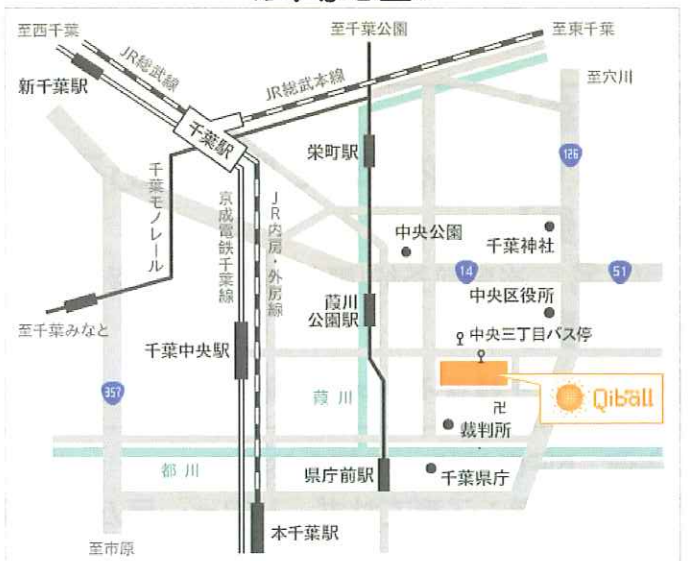 至西千葉
至千葉公園
至東千葉
JR総武線
JR総武本線
至穴川
新千葉駅
千葉駅
栄町駅
126
千葉モノレール
京成電鉄千葉線
JR内房・外房線
中央公園
千葉神社
14
51
葭川
公園駅
中央区役所
至千葉みなと
千葉中央駅
中央三丁目バス停
357
葭川
Qiball
卍
裁判所
都川
県庁前駅
千葉県庁
本千葉駅
至市原